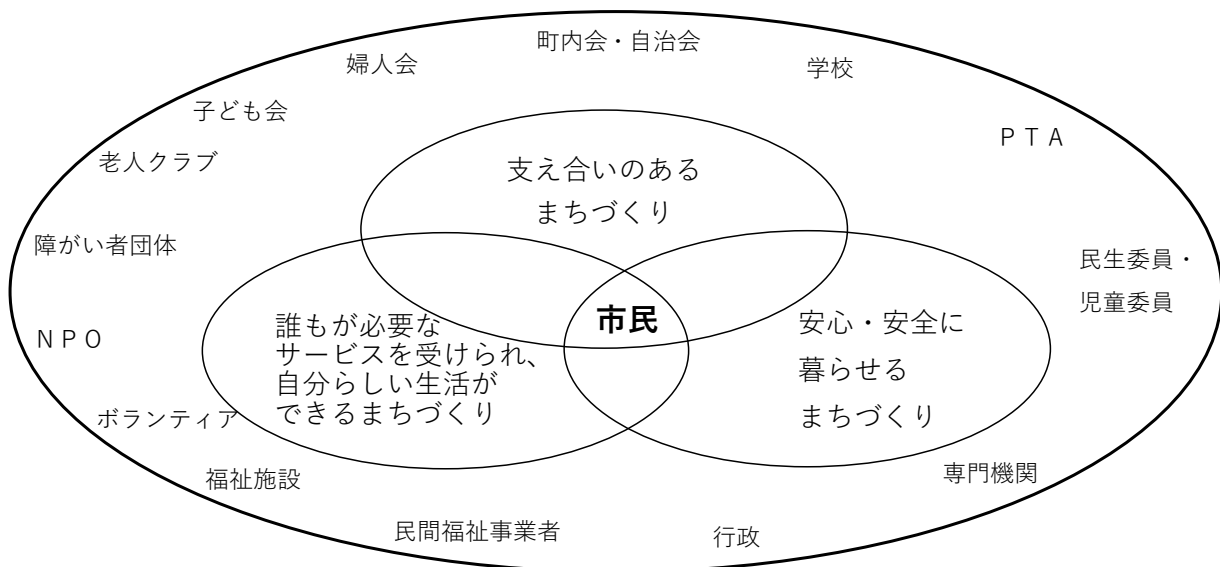 町内会・自治会
婦人会
学校
子ども会
ＰＴＡ
老人クラブ
支え合いのある
まちづくり
障がい者団体
民生委員・
児童委員
ＮＰＯ
市民
誰もが必要な
サービスを受けられ、
自分らしい生活が
できるまちづくり
安心・安全に
暮らせる
まちづくり
ボランティア
福祉施設
専門機関
民間福祉事業者
行政